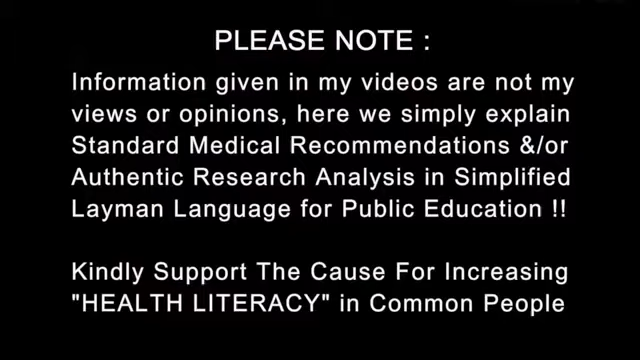 PLEASE NOTE :
Information given in my videos are not my
views or opinions, here we simply explain
Standard Medical Recommendations &/or
Authentic Research Analysis in Simplified
Layman Language for Public Education !!
Kindly Support The Cause For Increasing
"HEALTH LITERACY" in Common People